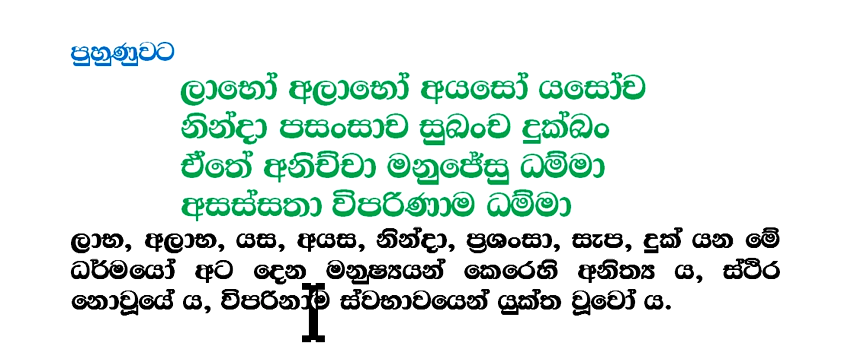 පුහුණුවට
ලාභෝ අලාභෝ අයසෝ යසෝච
නින්දා පසංසාච සුඛංච දුක්ඛං
ඒතේ අනිච්චා මනුජේසු ධම්මා
අසස්සතා විපරිණාම ධම්මා
ලාභ, අලාභ, යස, අයස, නින්දා, ප්‍රශංසා, සැප, දුක් යන මේ
ධර්මයෝ අට දෙන මනුෂ්‍යයන් කෙරෙහි අනිත්‍ය ය, ස්ථිර
නොවූයේ ය, විපරිනාම ස්වභාවයෙන් යුක්ත වූවෝ ය.